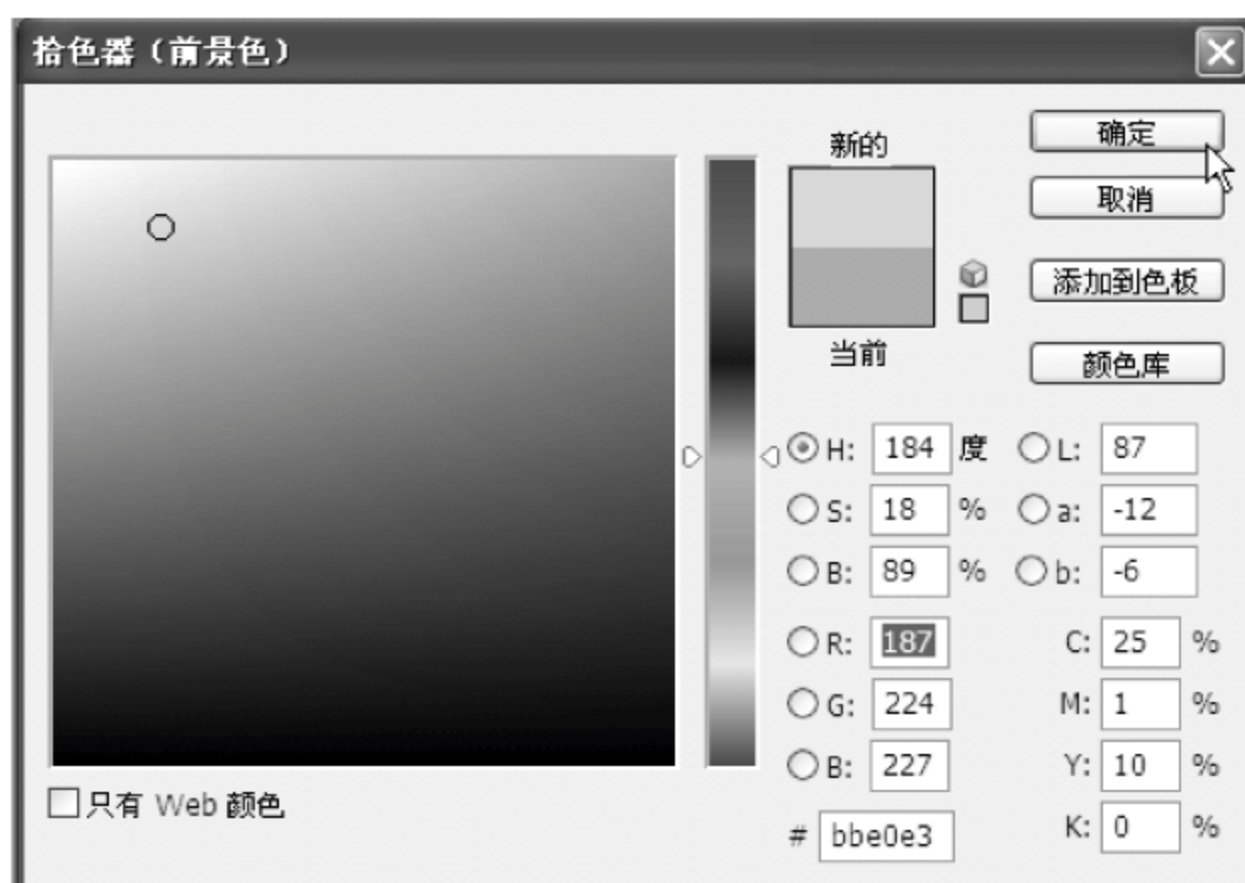 拾色器（前景色）
新的
当前
确定
取消
添加到色板
颜色库
H: 184 度
S: 18 %
B: 89 %
R: 187
G: 224
B: 227
# bbe0e3
L: 87
a: -12
b: -6
C: 25 %
M: 1 %
Y: 10 %
K: 0 %
只有 Web 颜色